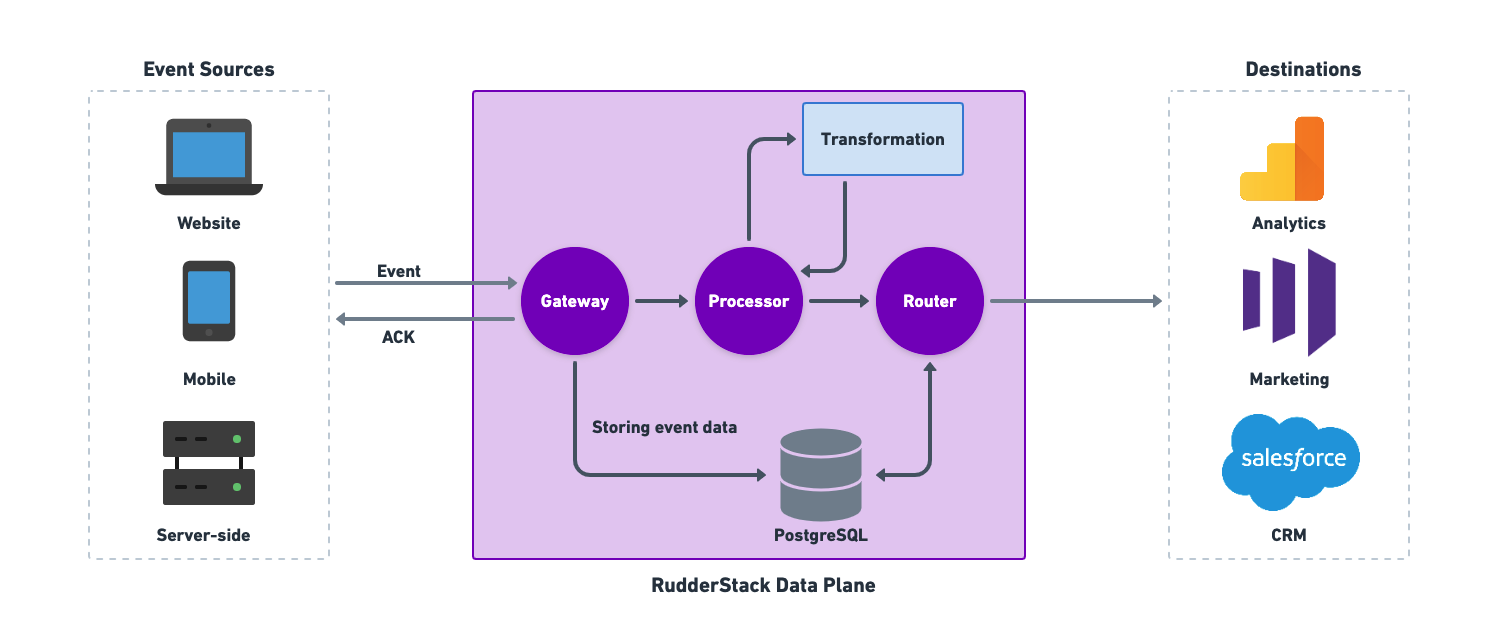 Event Sources
Destinations
Transformation
Website
Analytics
Event
Gateway
Processor
Router
ACK
Mobile
Marketing
Storing event data
salesforce
Server-side
PostgreSQL
CRM
RudderStack Data Plane